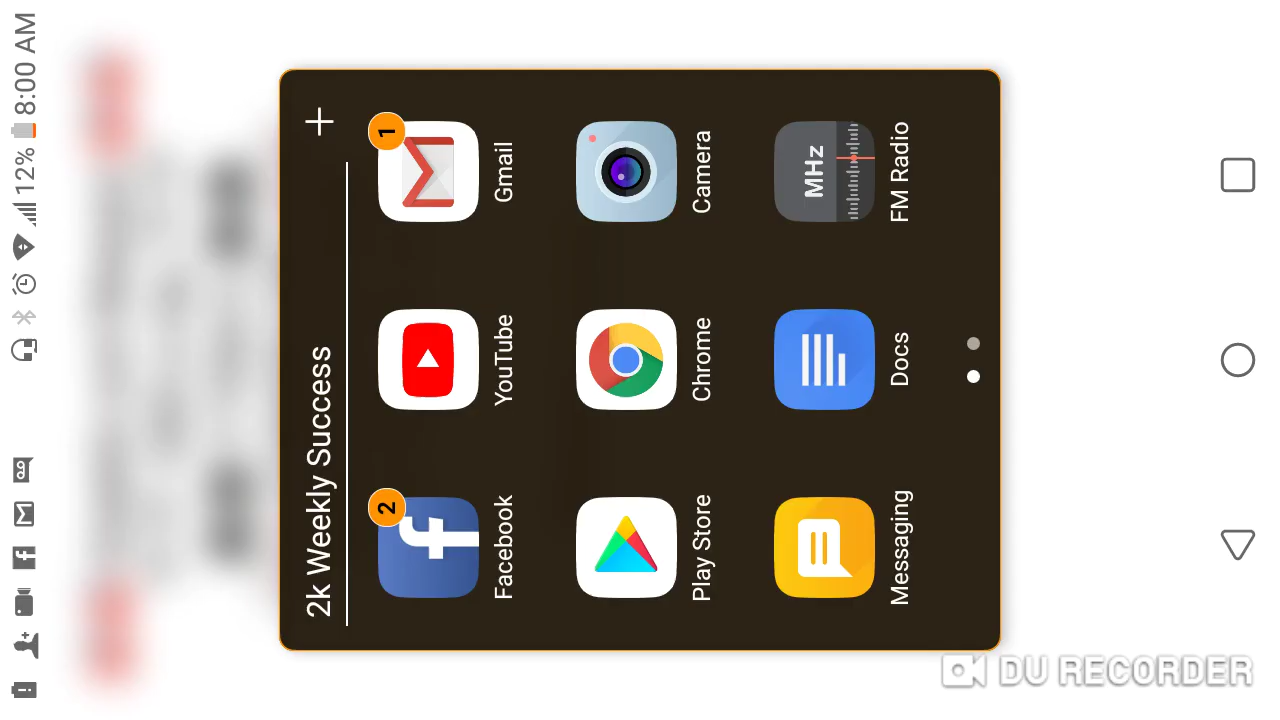 12% 8:00 AM
2k Weekly Success
2
1
Facebook YouTube Gmail
Play Store Chrome Camera
MHz
Messaging Docs FM Radio
DU RECORDER